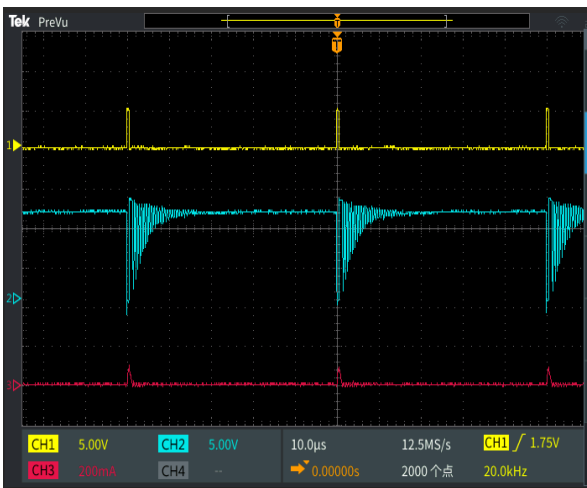 Tek PreVu
T
T
1
2
3
CH1 5.00V CH2 5.00V 10.0µs 12.5MS/s CH1 / 1.75V
CH3 200mA CH4 -- 0.00000s 2000 个点 20.0kHz